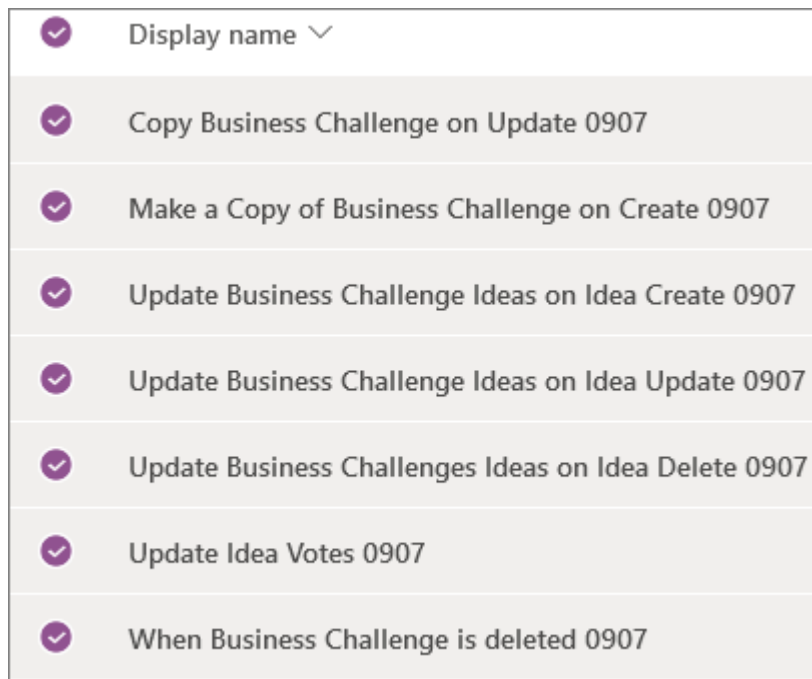 Display name
Copy Business Challenge on Update 0907
Make a Copy of Business Challenge on Create 0907
Update Business Challenge Ideas on Idea Create 0907
Update Business Challenge Ideas on Idea Update 0907
Update Business Challenges Ideas on Idea Delete 0907
Update Idea Votes 0907
When Business Challenge is deleted 0907